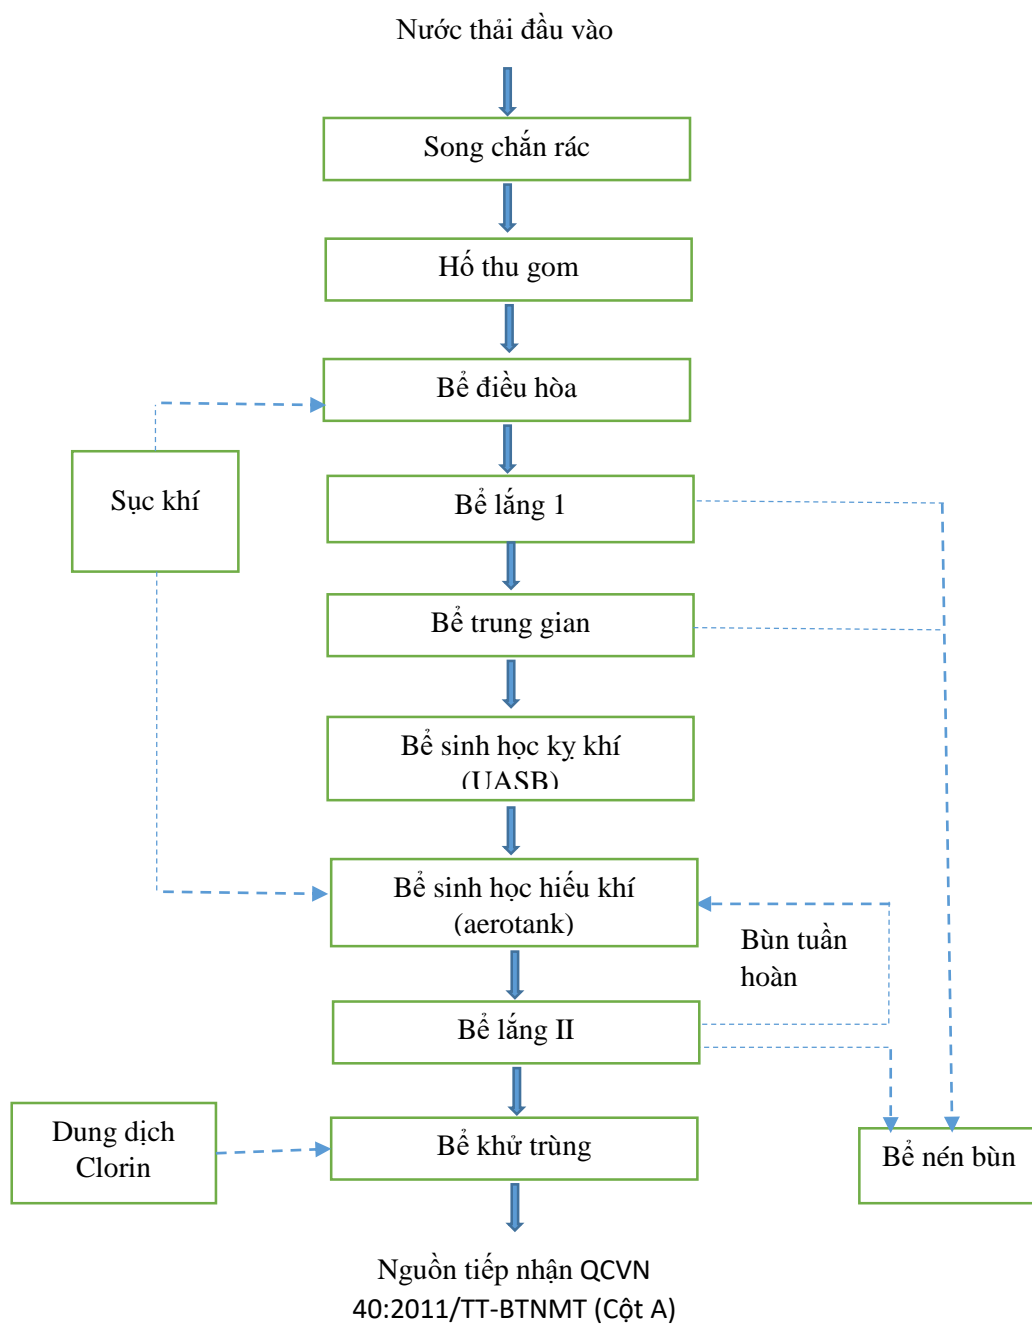 Nước thải đầu vào
Song chắn rác
Hố thu gom
Bể điều hòa
Sục khí
Bể lắng 1
Bể trung gian
Bể sinh học kỵ khí
(UASB)
Bể sinh học hiếu khí
(aerotank)
Bùn tuần
hoàn
Bể lắng II
Dung dịch
Clorin
Bể khử trùng
Bể nén bùn
Nguồn tiếp nhận QCVN
40:2011/TT-BTNMT (Cột A)